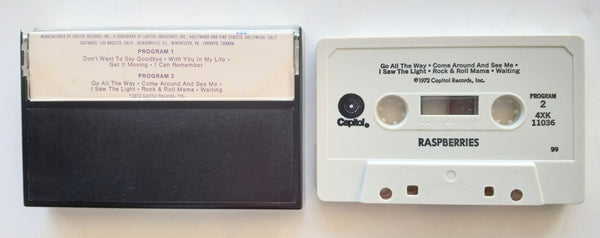 MANUFACTURED BY CAPITOL RECORDS, INC., A SUBSIDIARY OF CAPITOL INDUSTRIES, INC., HOLLYWOOD AND VINE STREETS, HOLLYWOOD, CALIF.
FACTORIES: LOS ANGELES, CALIF., JACKSONVILLE, ILL., WINCHESTER, VA., TORONTO, CANADA
PROGRAM 1
Don't Want To Say Goodbye • With You In My Life •
Get It Moving • I Can Remember
PROGRAM 2
Go All The Way • Come Around And See Me •
I Saw The Light • Rock & Roll Mama • Waiting
©1972 Capitol Records, Inc.
Go All The Way • Come Around And See Me •
I Saw The Light • Rock & Roll Mama • Waiting
©1972 Capitol Records, Inc.
Capitol
PROGRAM
2
4XK
11036
RASPBERRIES
99